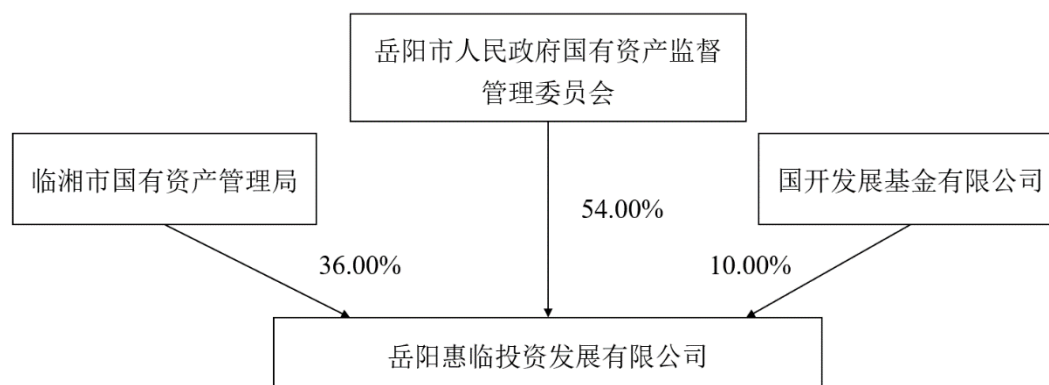 岳阳市人民政府国有资产监督
管理委员会
临湘市国有资产管理局
国开发展基金有限公司
54.00%
36.00%
10.00%
岳阳惠临投资发展有限公司